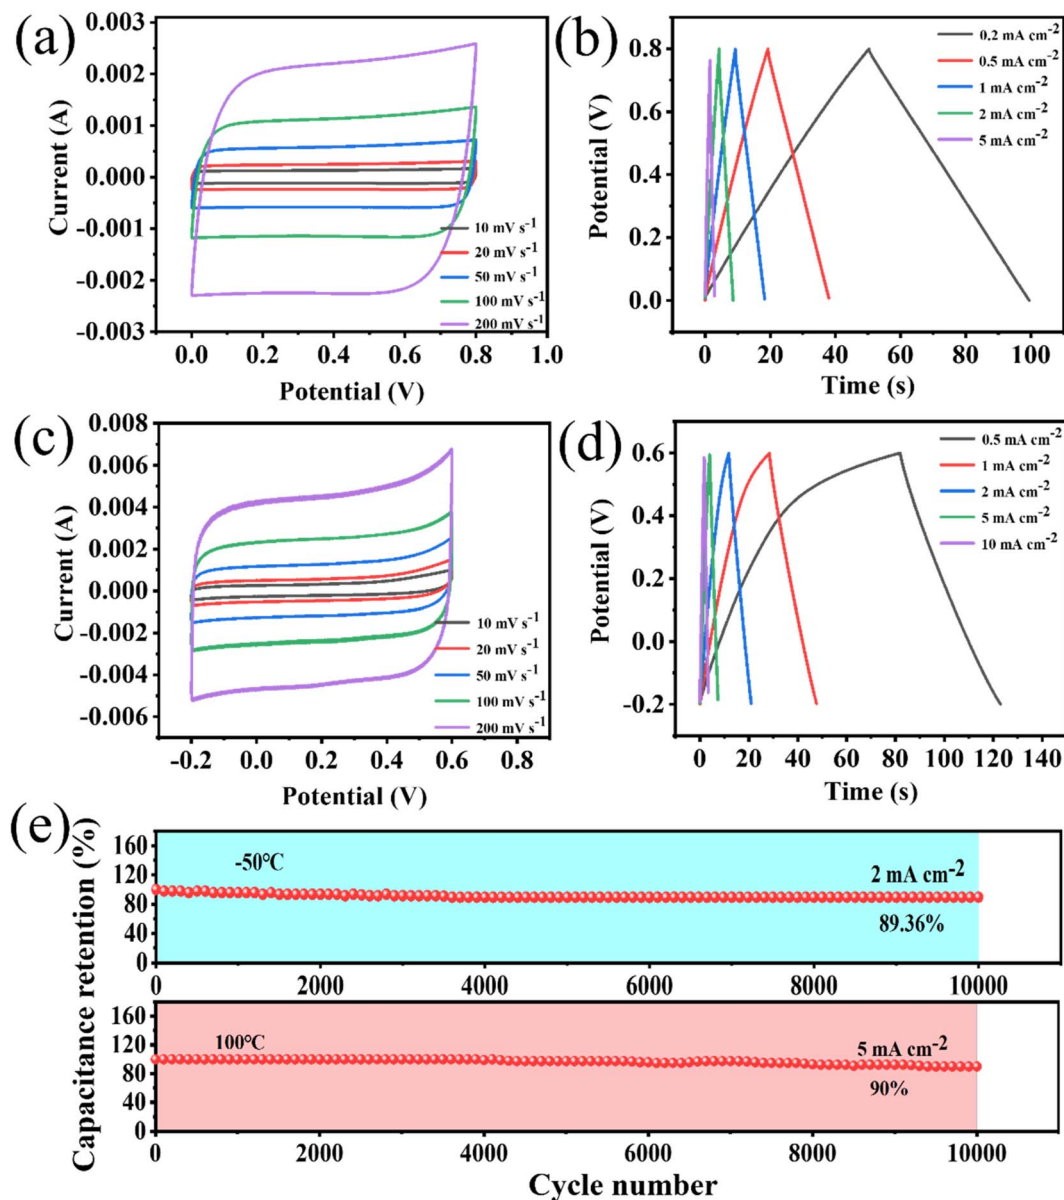 (a)
0.003
0.002
0.001
0.000
-0.001
-0.002
-0.003
Current (A)
10 mV s-1
20 mV s-1
50 mV s-1
100 mV s-1
200 mV s-1
0.0 0.2 0.4 0.6 0.8 1.0
Potential (V)
(b)
0.8
0.6
0.4
0.2
0.0
Potential (V)
0.2 mA cm-2
0.5 mA cm-2
1 mA cm-2
2 mA cm-2
5 mA cm-2
0 20 40 60 80 100
Time (s)
(c)
0.008
0.006
0.004
0.002
0.000
-0.002
-0.004
-0.006
Current (A)
10 mV s-1
20 mV s-1
50 mV s-1
100 mV s-1
200 mV s-1
-0.2 0.0 0.2 0.4 0.6 0.8
Potential (V)
(d)
0.6
0.4
0.2
0.0
-0.2
Potential (V)
0.5 mA cm-2
1 mA cm-2
2 mA cm-2
5 mA cm-2
10 mA cm-2
0 20 40 60 80 100 120 140
Time (s)
(e)
Capacitance retention (%)
160
120
80
40
0
-50°C
2 mA cm-2
89.36%
0 2000 4000 6000 8000 10000
160
120
80
40
0
100°C
5 mA cm-2
90%
0 2000 4000 6000 8000 10000
Cycle number